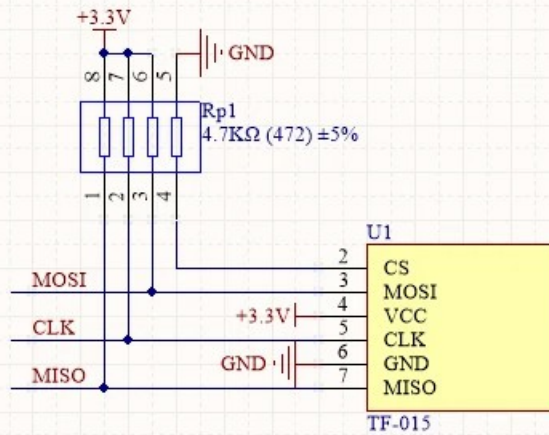 +3.3V
GND
8
7
6
5
Rp1
4.7KΩ (472) ±5%
1
2
3
4
U1
2
CS
MOSI
3
MOSI
+3.3V
4
VCC
CLK
5
CLK
GND
6
GND
MISO
7
MISO
TF-015